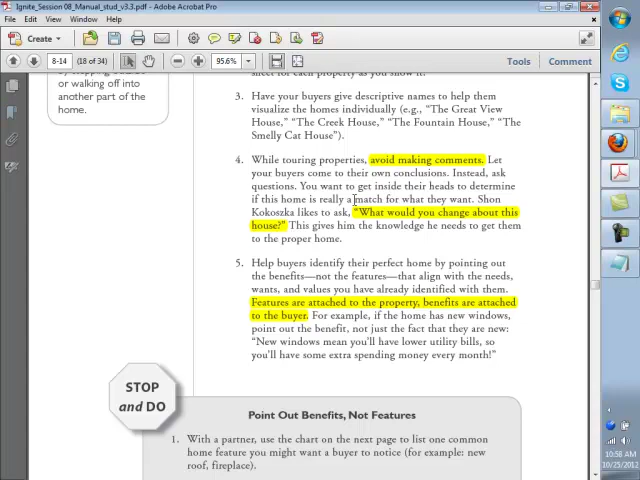 Ignite_Session 08_Manual_stud_v3.3.pdf - Adobe Acrobat Pro
File Edit View Window Help
Create
8-14 (18 of 34) 95.6% Tools Comment
or walking off into
another part of the
home.
sheet for each property as you show it.
3. Have your buyers give descriptive names to help them
visualize the homes individually (e.g., “The Great View
House,” “The Creek House,” “The Fountain House,” “The
Smelly Cat House”).
4. While touring properties, avoid making comments. Let
your buyers come to their own conclusions. Instead, ask
questions. You want to get inside their heads to determine
if this home is really a match for what they want. Shon
Kokoszka likes to ask, “What would you change about this
house?” This gives him the knowledge he needs to get them
to the proper home.
5. Help buyers identify their perfect home by pointing out
the benefits—not the features—that align with the needs,
wants, and values you have already identified with them.
Features are attached to the property, benefits are attached
to the buyer. For example, if the home has new windows,
point out the benefit, not just the fact that they are new:
“New windows mean you’ll have lower utility bills, so
you’ll have some extra spending money every month!”
STOP
and DO
Point Out Benefits, Not Features
1. With a partner, use the chart on the next page to list one common
home feature you might want a buyer to notice (for example: new
roof, fireplace).
10:58 AM
10/25/2012